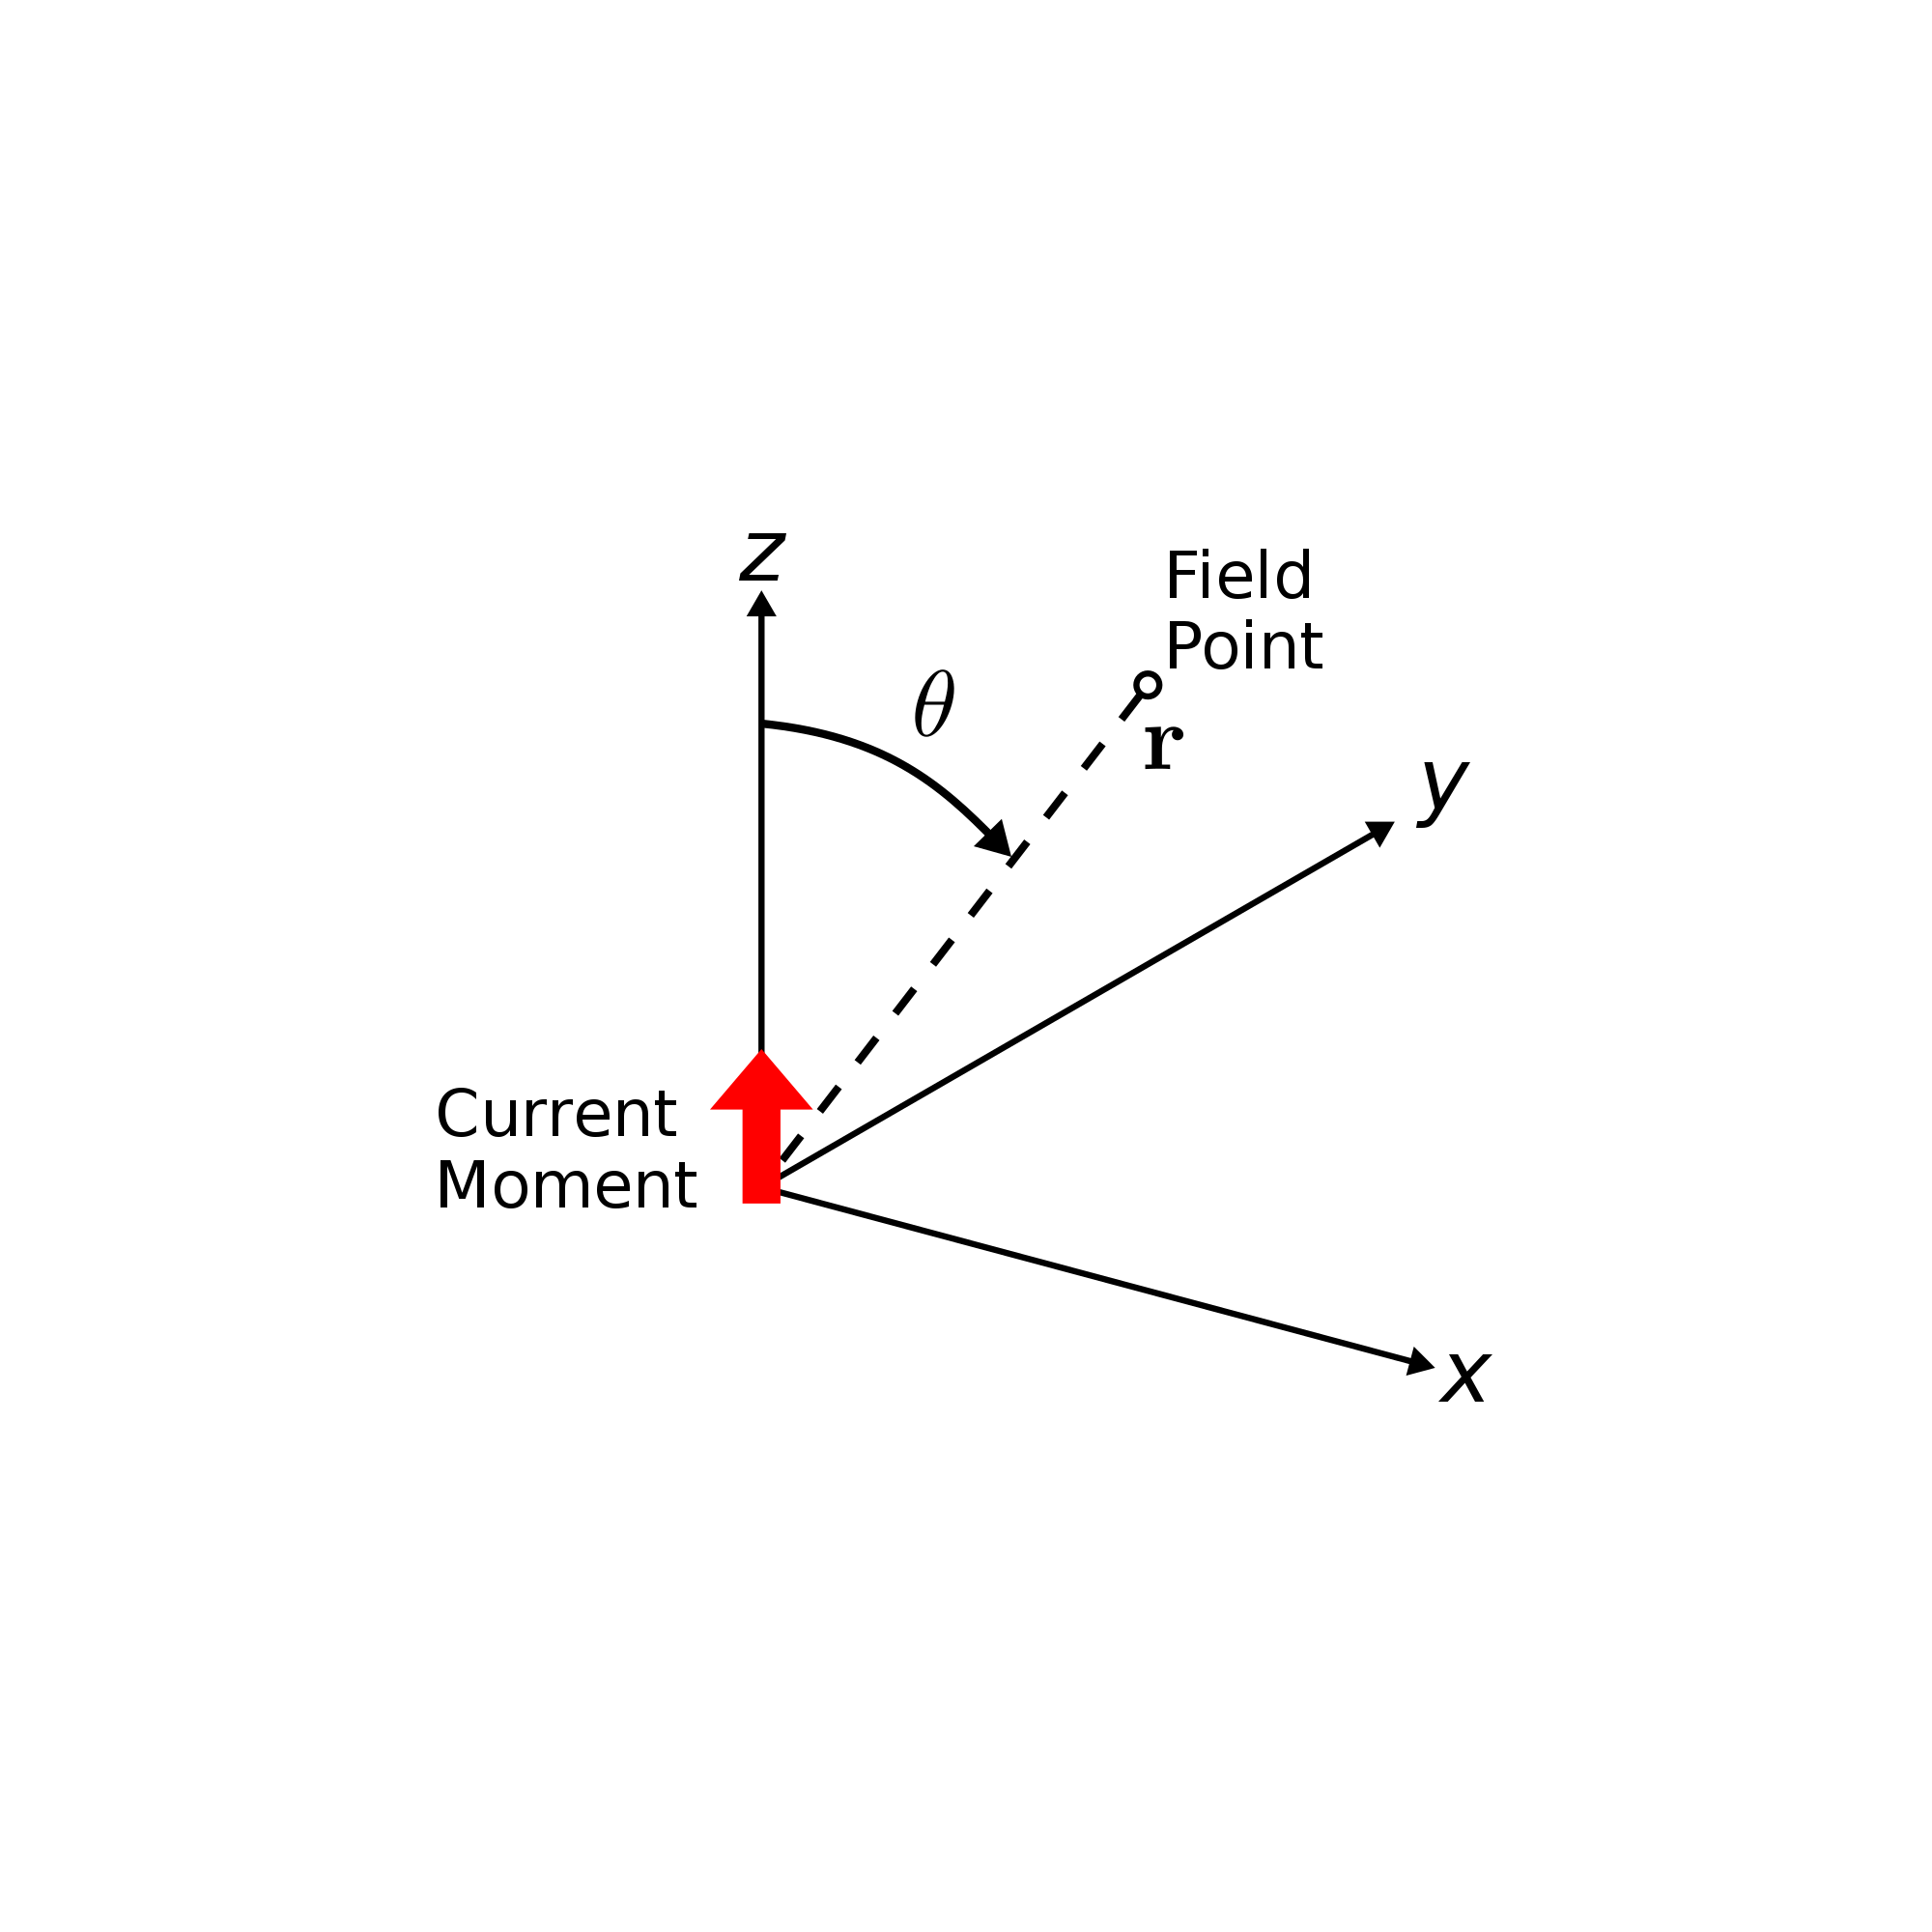 z
Field
Point
θ
r
y
Current
Moment
x